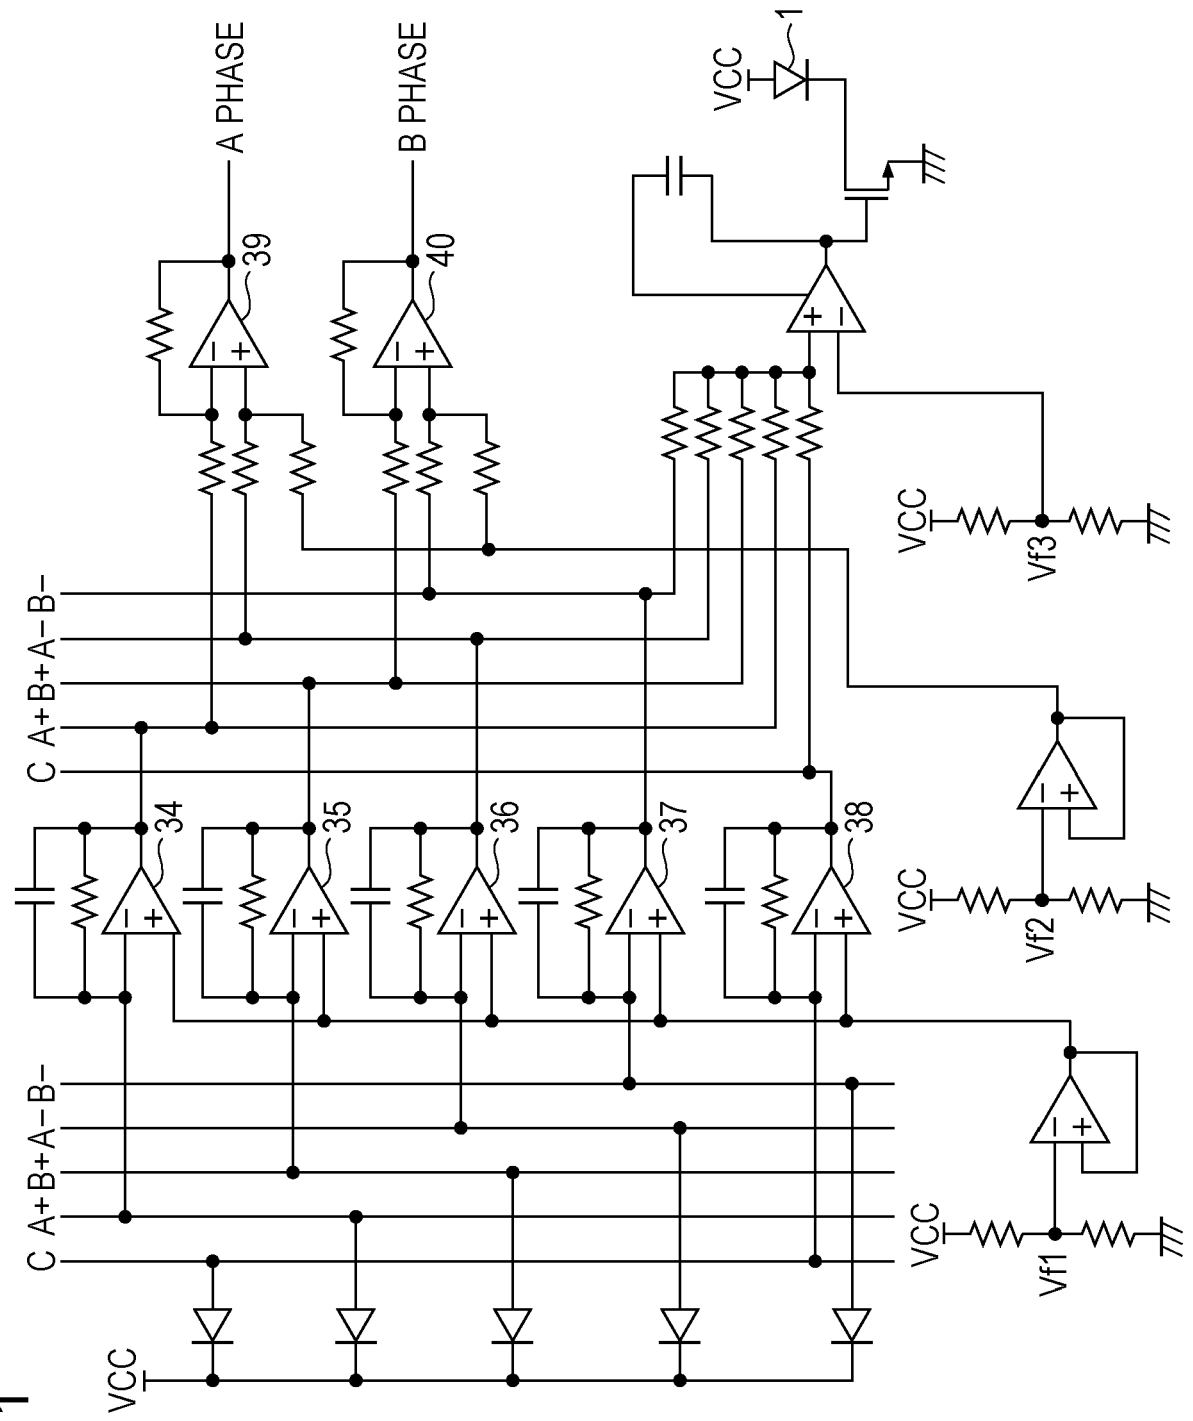 A PHASE
B PHASE
39
40
VCC
1
C A+ B+ A− B−
34
35
36
37
38
C A+ B+ A− B−
VCC
VCC
Vf1
VCC
Vf2
VCC
Vf3
− +
− +
− +
− +
− +
− +
− +
+ −
− +
− +